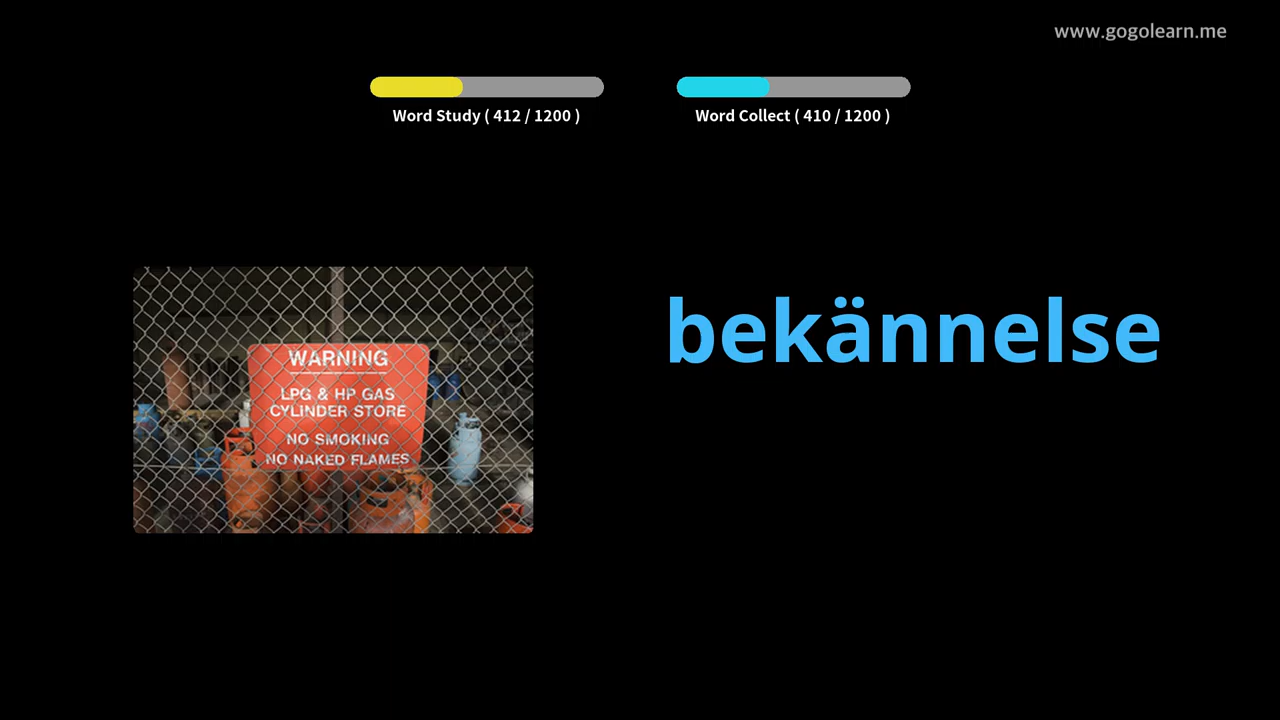 www.gogolearn.me
Word Study ( 412 / 1200 )
Word Collect ( 410 / 1200 )
bekännelse
WARNING
LPG & HP GAS
CYLINDER STORE
NO SMOKING
NO NAKED FLAMES